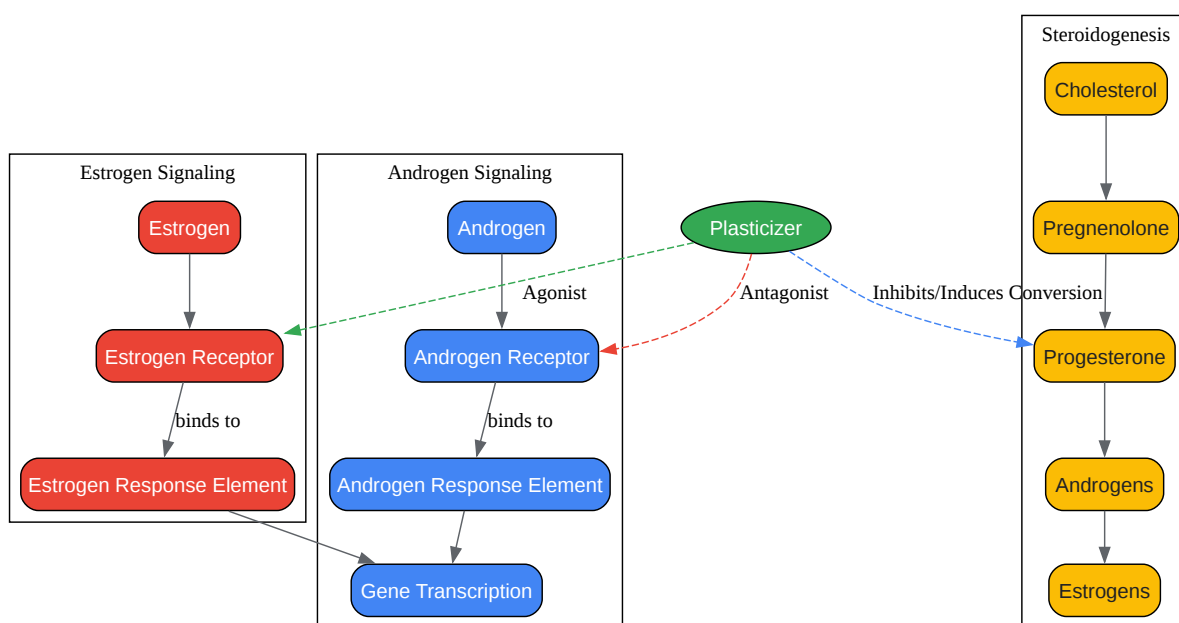 Steroidogenesis
Cholesterol
Estrogen Signaling
Androgen Signaling
Estrogen
Androgen
Plasticizer
Pregnenolone
Agonist
Antagonist
Inhibits/Induces Conversion
Estrogen Receptor
Androgen Receptor
Progesterone
binds to
binds to
Estrogen Response Element
Androgen Response Element
Androgens
Gene Transcription
Estrogens